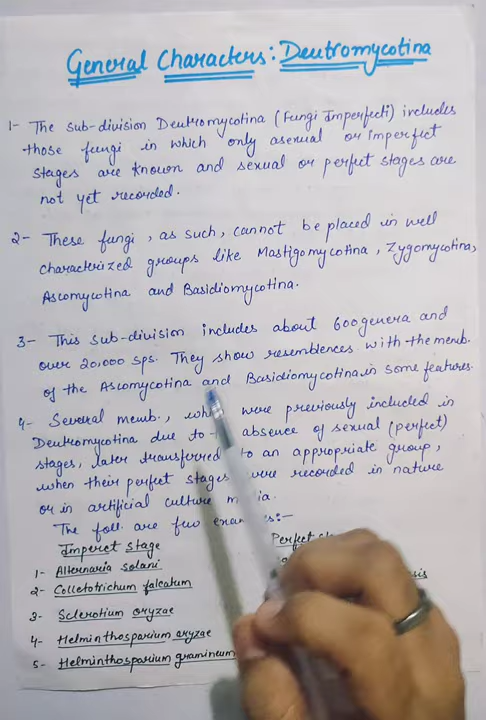 General Characters: Deutromycotina
1- The sub-division Deutromycotina (Fungi Imperfecti) includes
those fungi in which only asexual or imperfect
stages are known and sexual or perfect stages are
not yet recorded.
2- These fungi, as such, cannot be placed in well
characterized groups like Mastigomycotina, Zygomycotina,
Ascomycotina and Basidiomycotina.
3- This sub-division includes about 600 genera and
over 20,000 sps. They show resemblences with the memb.
of the Ascomycotina and Basidiomycotina in some features.
4- Several memb., were previously included in
Deutromycotina due to absence of sexual (perfect)
stages, later transferred to an appropriate group,
when their perfect stages were recorded in nature
or in artificial culture
The foll. are few :-
Imperct stage
1- Alternaria solani
2- Colletotrichum falcatum
3- Sclerotium oryzae
4- Helminthosparium oryzae
5- Helminthosparium gramineum
Perfect